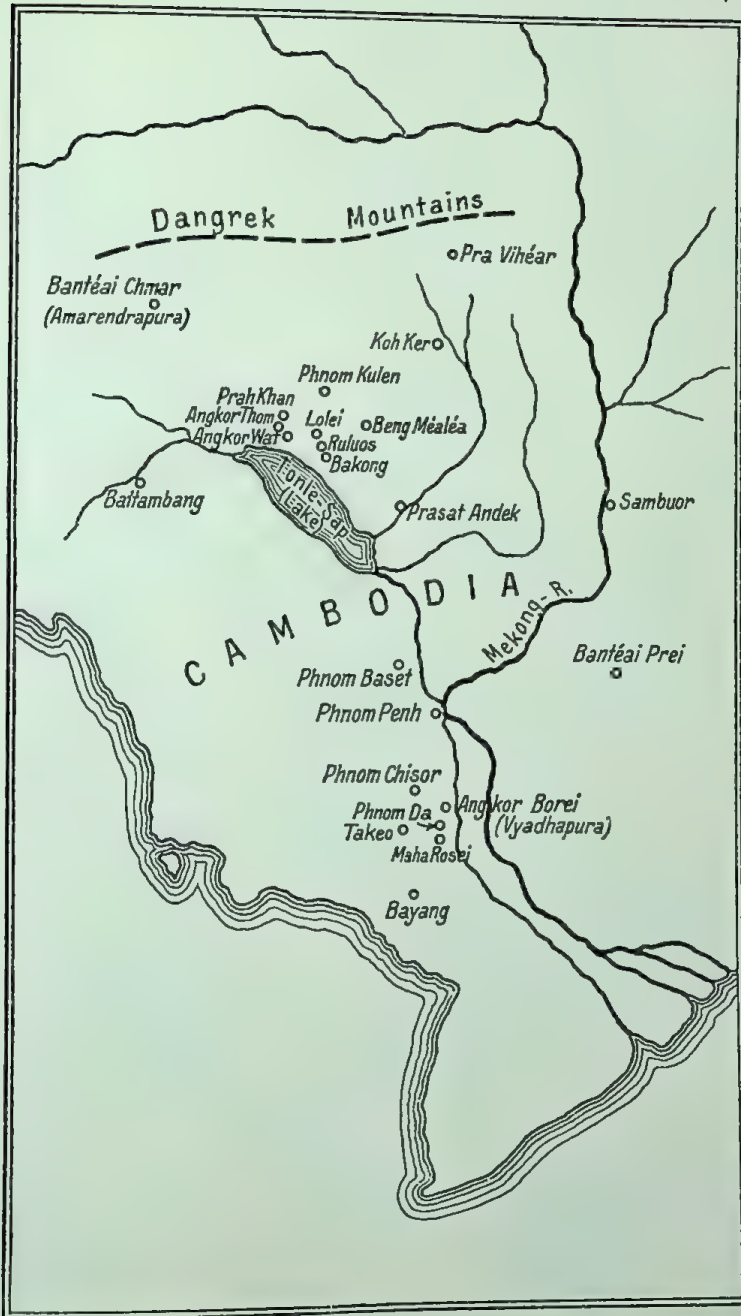 Dangrek Mountains
Pra Vihéar
Bantéai Chmar
(Amarendrapura)
Koh Ker
Phnom Kulen
Prah Khan
Angkor Thom
Lolei
Beng Méaléa
Angkor Wat
Ruluos
Bakong
Tonle-Sap
(Lake)
Battambang
Prasat Andek
Sambuor
CAMBODIA
Mekong-R.
Bantéai Prei
Phnom Baset
Phnom Penh
Phnom Chisor
Angkor Borei
(Vyadhapura)
Phnom Da
Takeo
Maha Rosei
Bayang